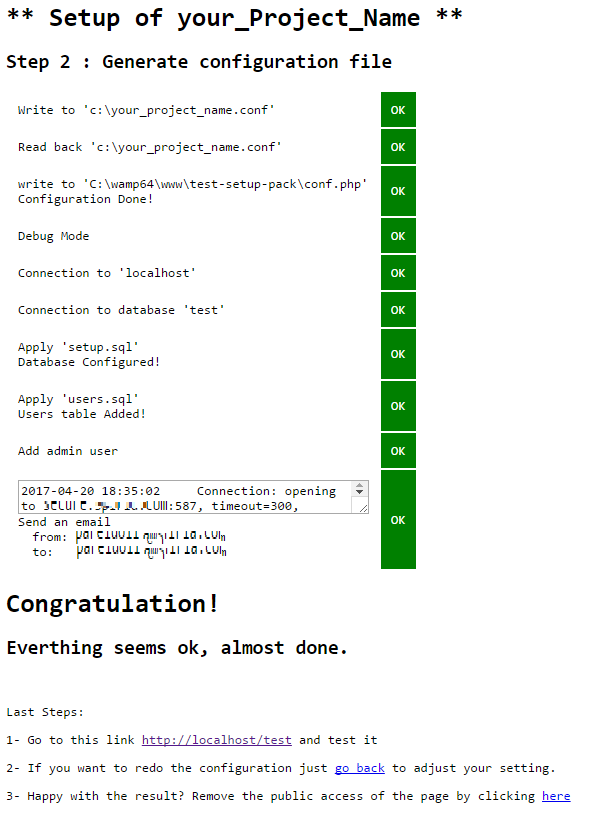 ** Setup of your_Project_Name **
Step 2 : Generate configuration file
Write to 'c:\your_project_name.conf' OK
Read back 'c:\your_project_name.conf' OK
write to 'C:\wamp64\www\test-setup-pack\conf.php' OK
Configuration Done!
Debug Mode OK
Connection to 'localhost' OK
Connection to database 'test' OK
Apply 'setup.sql' OK
Database Configured!
Apply 'users.sql' OK
Users table Added!
Add admin user OK
2017-04-20 18:35:02 Connection: opening
to :587, timeout=300,
Send an email OK
from:
to:
Congratulation!
Everthing seems ok, almost done.
Last Steps:
1- Go to this link http://localhost/test and test it
2- If you want to redo the configuration just go back to adjust your setting.
3- Happy with the result? Remove the public access of the page by clicking here